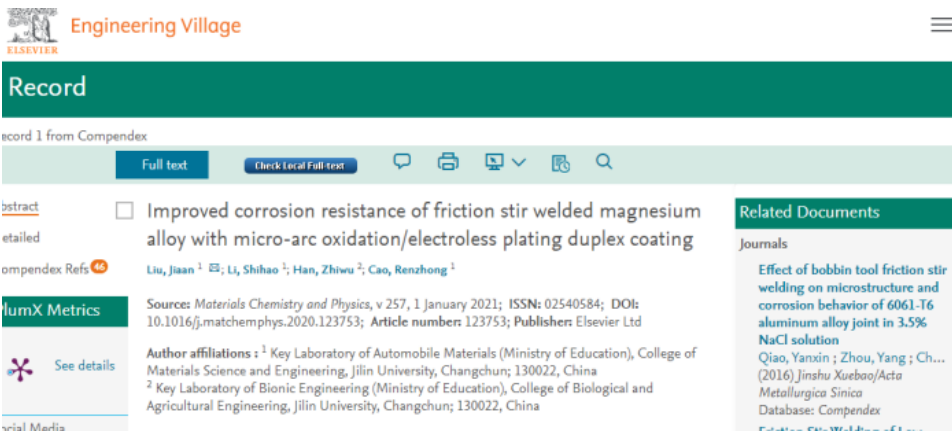 ELSEVIER
Engineering Village
Record
ecord 1 from Compendex
Full text
Check Local Full-text
bstract
etailed
ompendex Refs 46
Improved corrosion resistance of friction stir welded magnesium
alloy with micro-arc oxidation/electroless plating duplex coating
Liu, Jiaan 1 ; Li, Shihao 1; Han, Zhiwu 2; Cao, Renzhong 1
Source: Materials Chemistry and Physics, v 257, 1 January 2021; ISSN: 02540584; DOI:
10.1016/j.matchemphys.2020.123753; Article number: 123753; Publisher: Elsevier Ltd
Author affiliations : 1 Key Laboratory of Automobile Materials (Ministry of Education), College of
Materials Science and Engineering, Jilin University, Changchun; 130022, China
2 Key Laboratory of Bionic Engineering (Ministry of Education), College of Biological and
Agricultural Engineering, Jilin University, Changchun; 130022, China
PlumX Metrics
See details
ocial Media
Related Documents
Journals
Effect of bobbin tool friction stir
welding on microstructure and
corrosion behavior of 6061-T6
aluminum alloy joint in 3.5%
NaCl solution
Qiao, Yanxin ; Zhou, Yang ; Ch...
(2016) Jinshu Xuebao/Acta
Metallurgica Sinica
Database: Compendex
Friction Stir Welding of Low